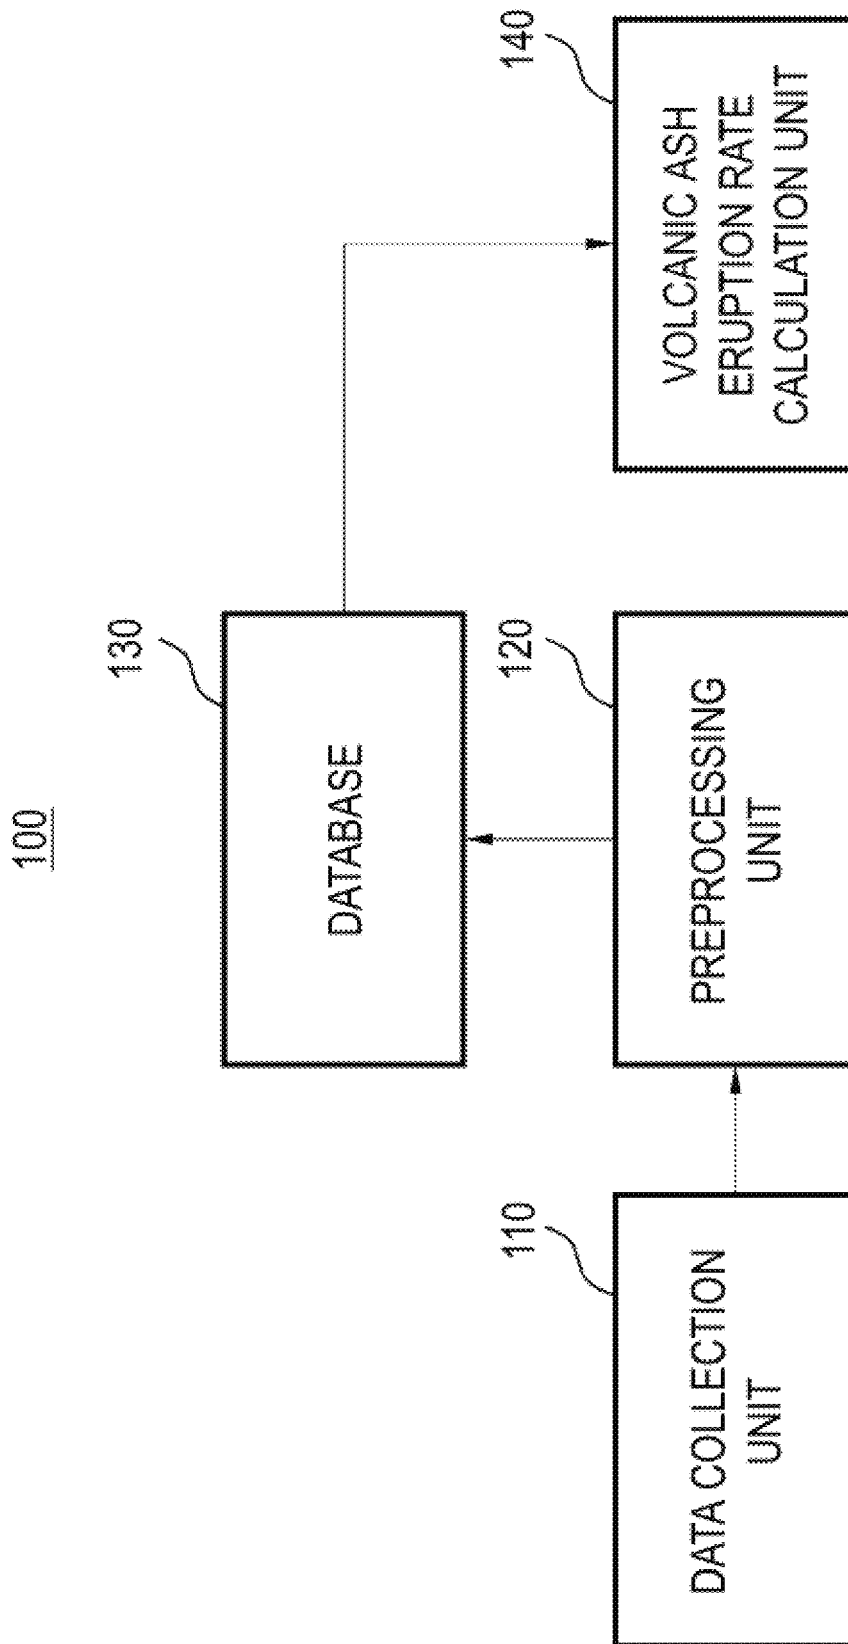 100
130
DATABASE
110
DATA COLLECTION
UNIT
120
PREPROCESSING
UNIT
140
VOLCANIC ASH
ERUPTION RATE
CALCULATION UNIT